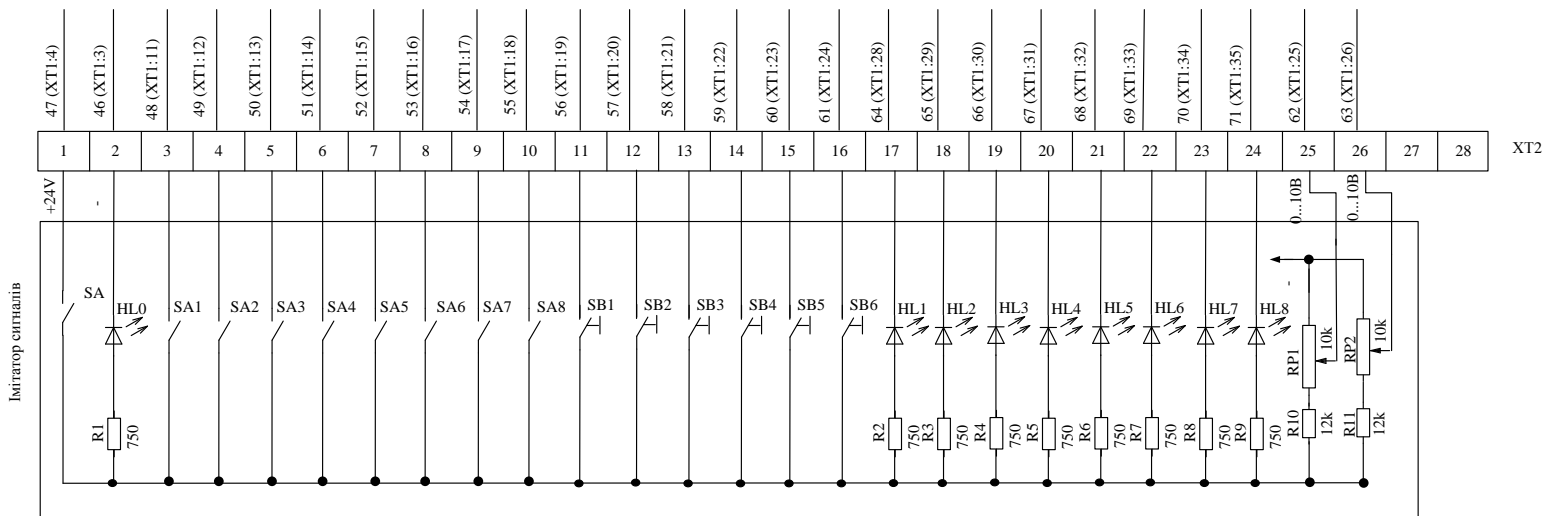 47 (XT1:4)
46 (XT1:3)
48 (XT1:11)
49 (XT1:12)
50 (XT1:13)
51 (XT1:14)
52 (XT1:15)
53 (XT1:16)
54 (XT1:17)
55 (XT1:18)
56 (XT1:19)
57 (XT1:20)
58 (XT1:21)
59 (XT1:22)
60 (XT1:23)
61 (XT1:24)
64 (XT1:28)
65 (XT1:29)
66 (XT1:30)
67 (XT1:31)
68 (XT1:32)
69 (XT1:33)
70 (XT1:34)
71 (XT1:35)
62 (XT1:25)
63 (XT1:26)
1 2 3 4 5 6 7 8 9 10 11 12 13 14 15 16 17 18 19 20 21 22 23 24 25 26 27 28 XT2
+24V
-
0...10В
0...10В
Імітатор сигналів
SA
HL0
SA1
SA2
SA3
SA4
SA5
SA6
SA7
SA8
SB1
SB2
SB3
SB4
SB5
SB6
HL1
HL2
HL3
HL4
HL5
HL6
HL7
HL8
-
RP1
10k
RP2
10k
R1
750
R2
750
R3
750
R4
750
R5
750
R6
750
R7
750
R8
750
R9
750
R10
12k
R11
12k